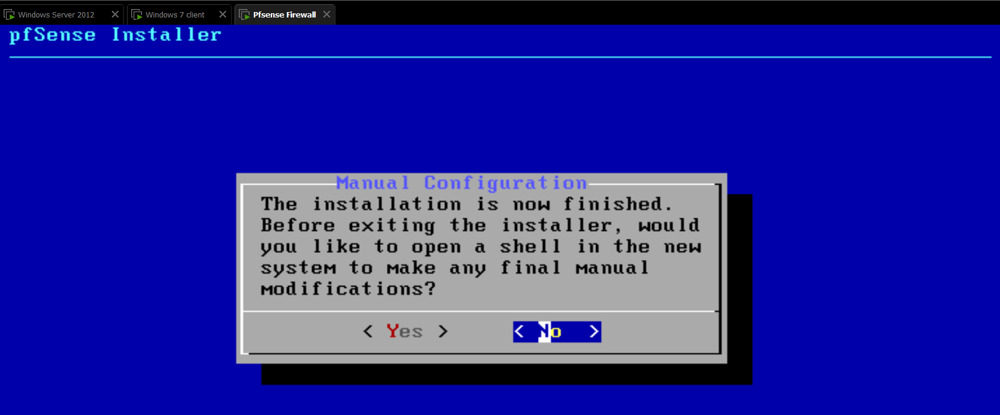 Windows Server 2012
Windows 7 client
Pfsense Firewall
pfSense Installer
Manual Configuration
The installation is now finished.
Before exiting the installer, would
you like to open a shell in the new
system to make any final manual
modifications?
< Yes > < No >